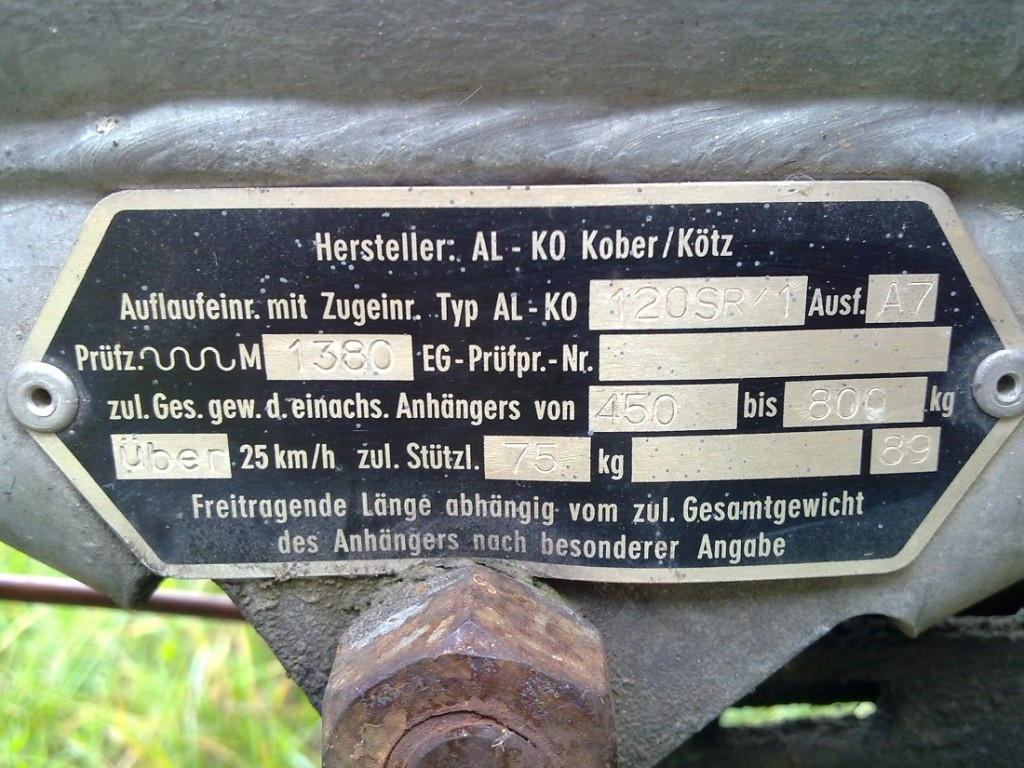 Hersteller: AL-KO Kober/Kötz
Auflaufeinr. mit Zugeinr. Typ AL-KO 120SR/1 Ausf. A7
Prüfz. M 1380 EG-Prüfpr.-Nr.
zul. Ges. gew. d. einachs. Anhängers von 450 bis 800 kg
Über 25 km/h zul. Stützl. 75 kg 89
Freitragende Länge abhängig vom zul. Gesamtgewicht
des Anhängers nach besonderer Angabe